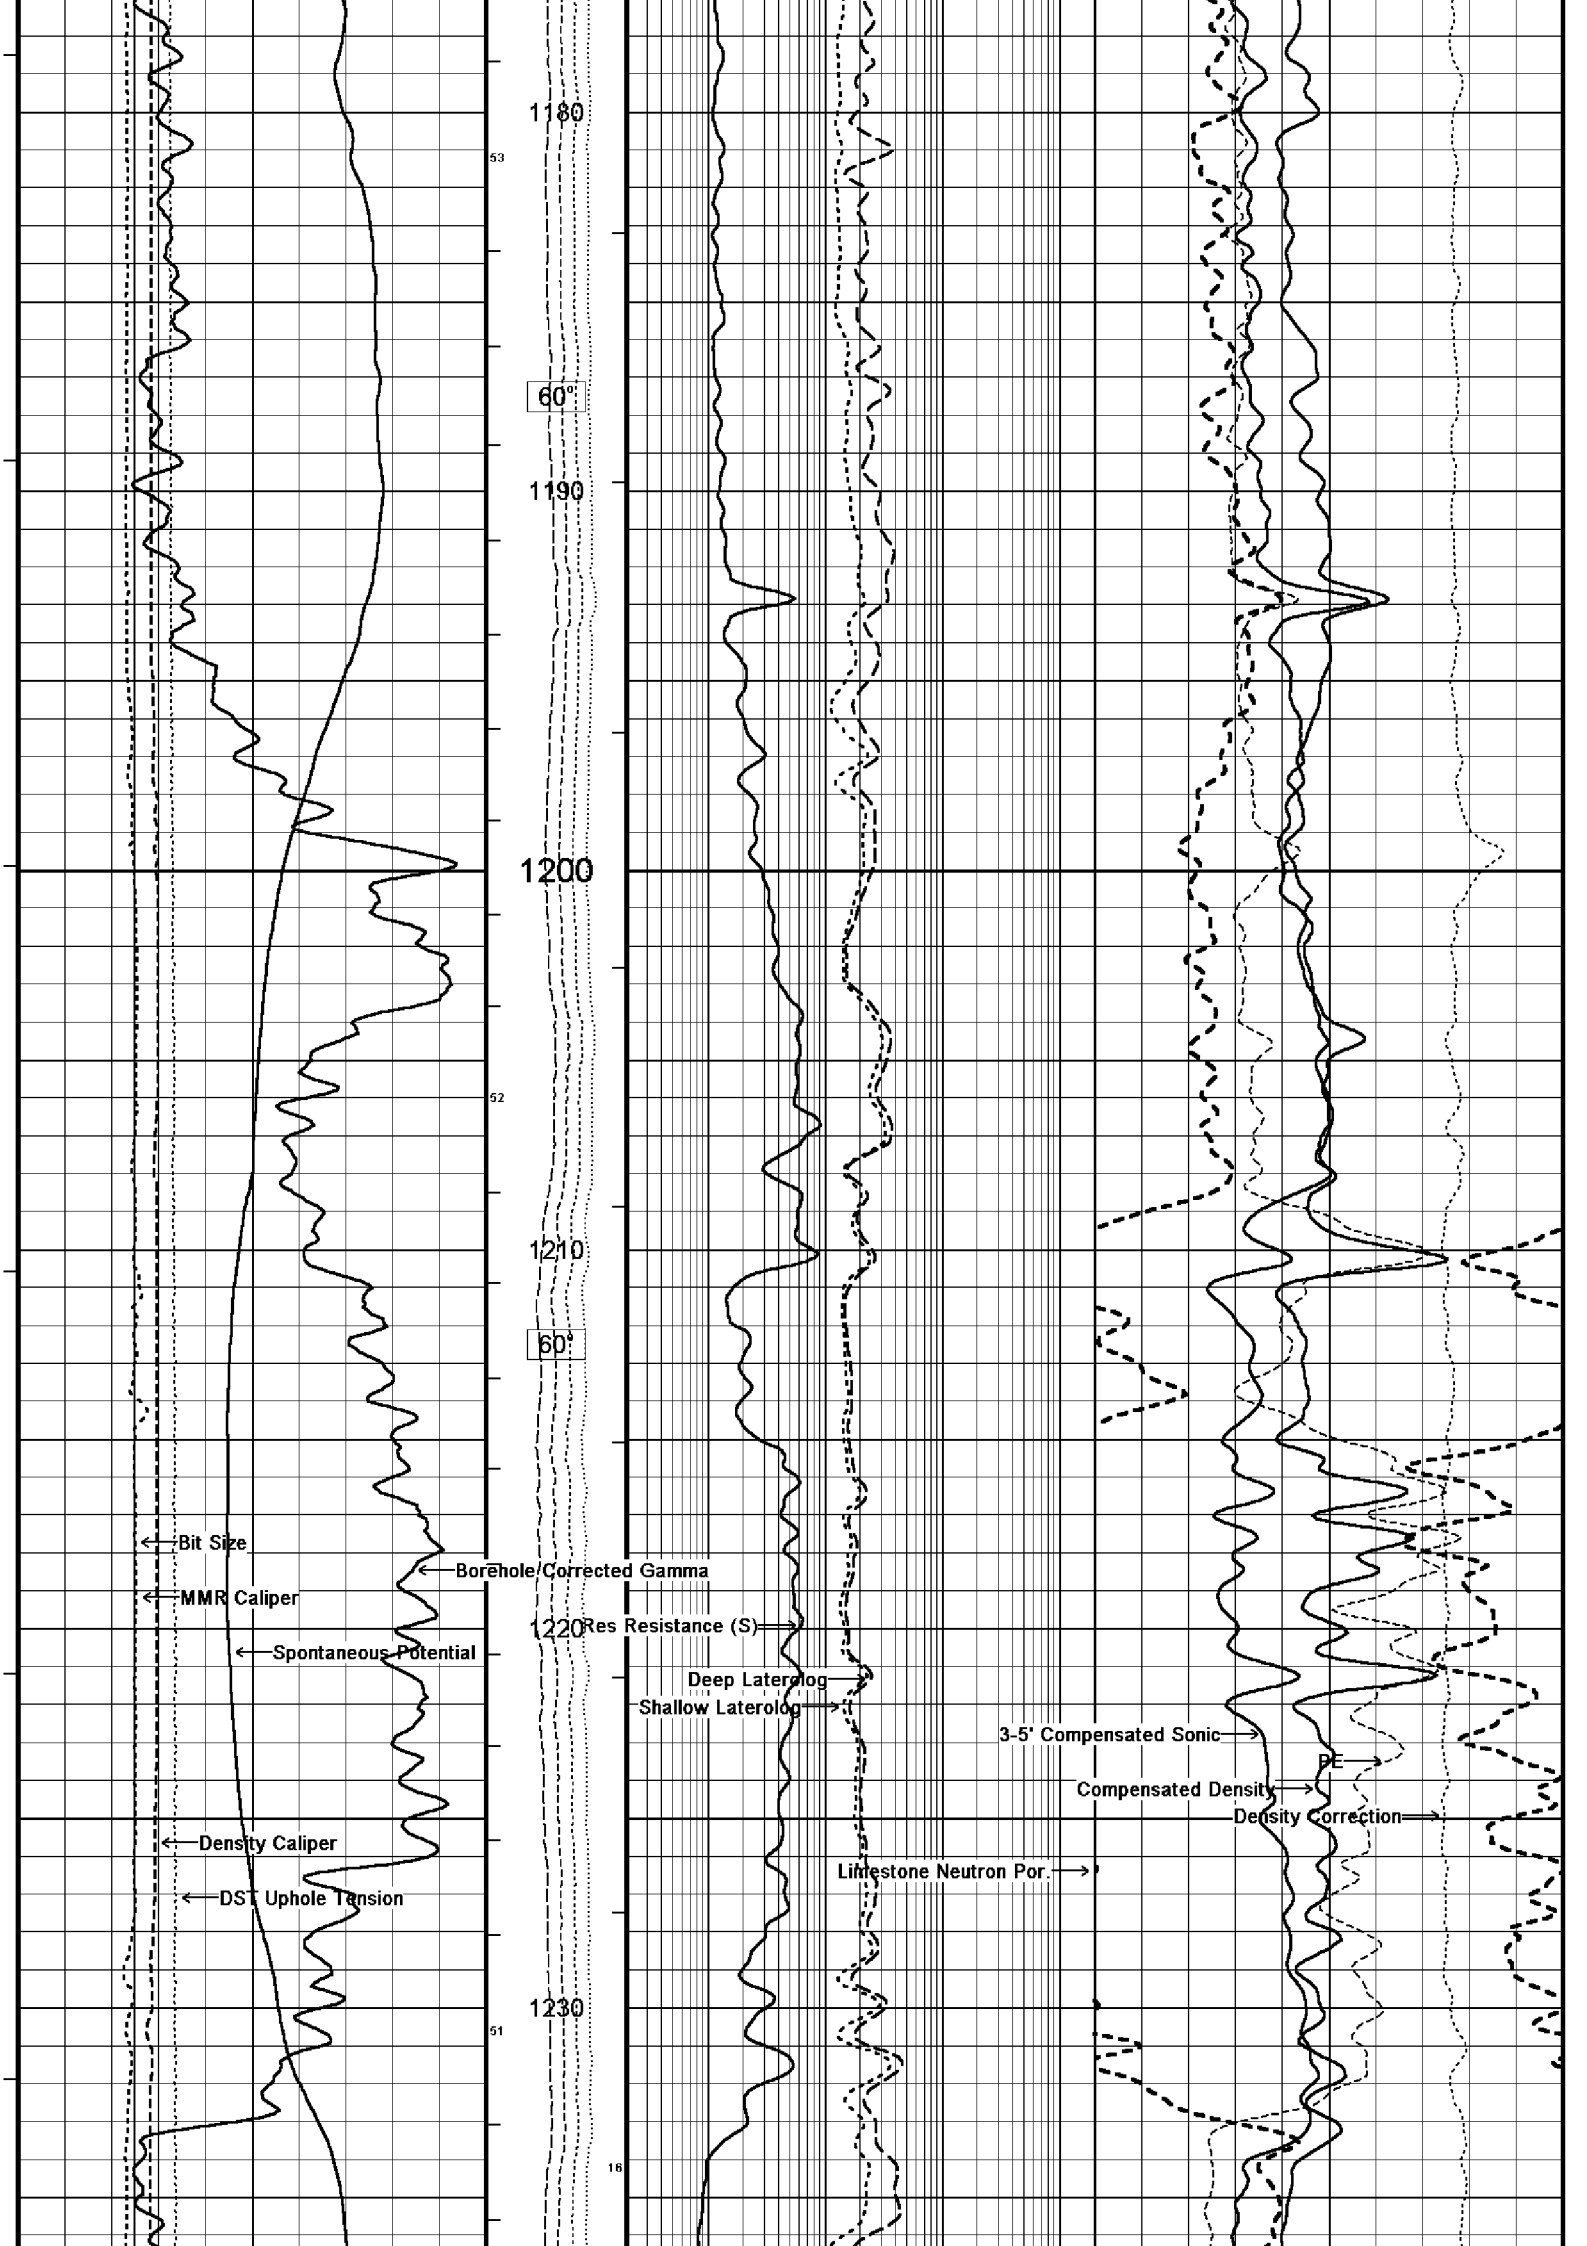 1180
53
60°
1190
1200
52
1210
60°
Bit Size
Borehole Corrected Gamma
MMR Caliper
1220
Res Resistance (S)
Spontaneous Potential
Deep Laterolog
Shallow Laterolog
3-5' Compensated Sonic
PE
Compensated Density
Density Correction
Density Caliper
Limestone Neutron Por.
DST Uphole Tension
1230
51
16